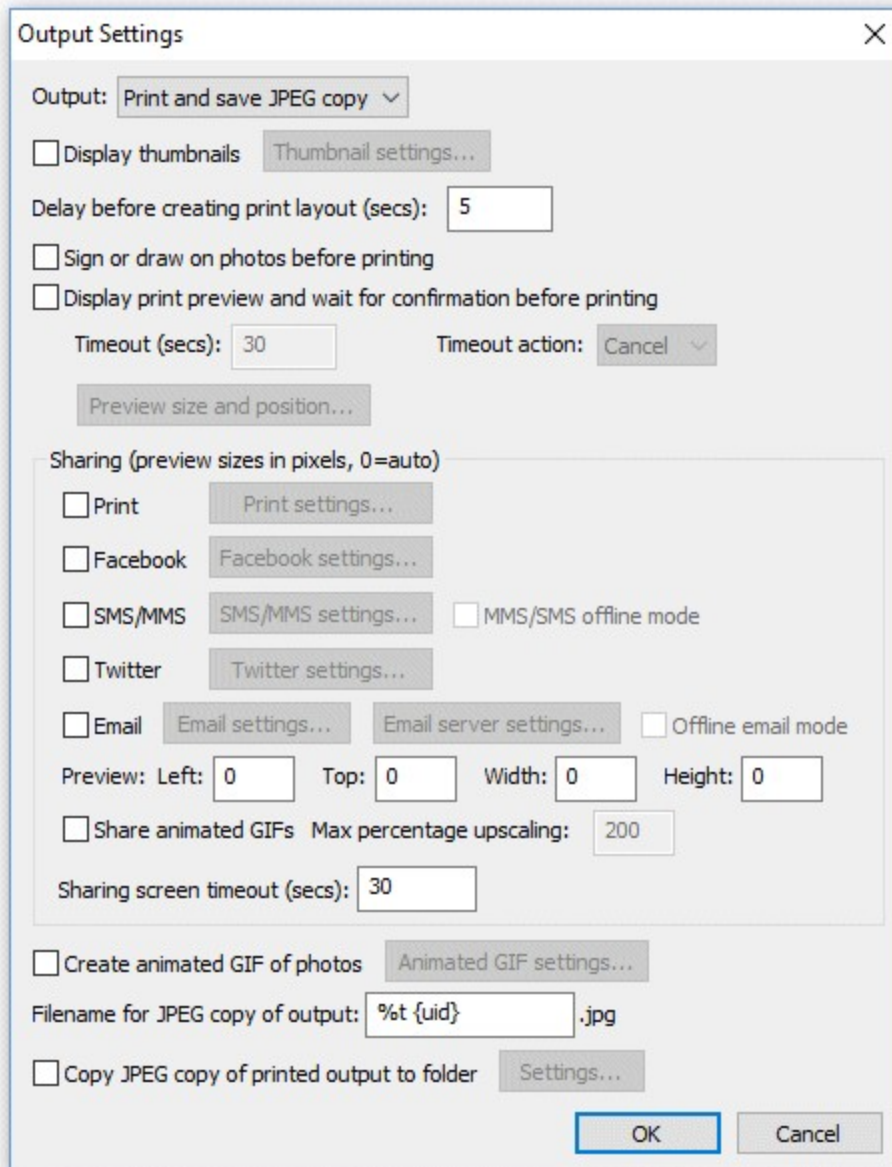 Output Settings
Output: Print and save JPEG copy
Display thumbnails Thumbnail settings...
Delay before creating print layout (secs): 5
Sign or draw on photos before printing
Display print preview and wait for confirmation before printing
Timeout (secs): 30 Timeout action: Cancel
Preview size and position...
Sharing (preview sizes in pixels, 0=auto)
Print Print settings...
Facebook Facebook settings...
SMS/MMS SMS/MMS settings... MMS/SMS offline mode
Twitter Twitter settings...
Email Email settings... Email server settings... Offline email mode
Preview: Left: 0 Top: 0 Width: 0 Height: 0
Share animated GIFs Max percentage upscaling: 200
Sharing screen timeout (secs): 30
Create animated GIF of photos Animated GIF settings...
Filename for JPEG copy of output: %t {uid} .jpg
Copy JPEG copy of printed output to folder Settings...
OK Cancel